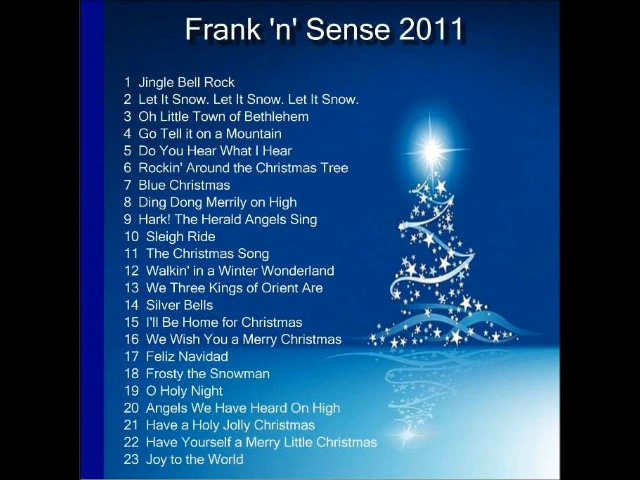 Frank 'n' Sense 2011
1 Jingle Bell Rock
2 Let It Snow. Let It Snow. Let It Snow.
3 Oh Little Town of Bethlehem
4 Go Tell it on a Mountain
5 Do You Hear What I Hear
6 Rockin' Around the Christmas Tree
7 Blue Christmas
8 Ding Dong Merrily on High
9 Hark! The Herald Angels Sing
10 Sleigh Ride
11 The Christmas Song
12 Walkin' in a Winter Wonderland
13 We Three Kings of Orient Are
14 Silver Bells
15 I'll Be Home for Christmas
16 We Wish You a Merry Christmas
17 Feliz Navidad
18 Frosty the Snowman
19 O Holy Night
20 Angels We Have Heard On High
21 Have a Holy Jolly Christmas
22 Have Yourself a Merry Little Christmas
23 Joy to the World